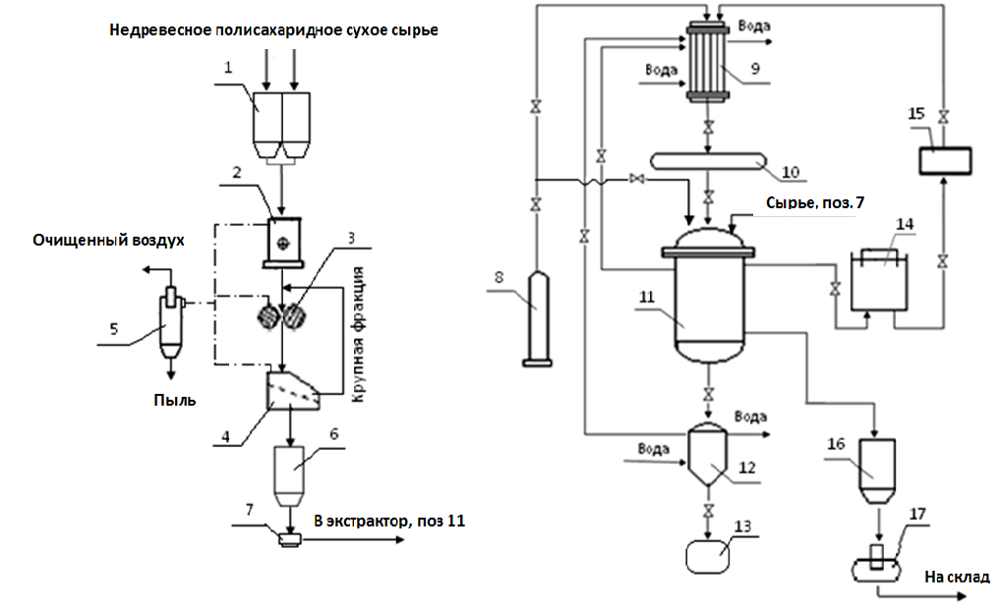 Недревесное полисахаридное сухое сырье
1
2
Очищенный воздух
3
5
Крупная фракция
Пыль
4
6
7
В экстрактор, поз 11
Вода
Вода
9
15
10
Сырье, поз. 7
14
8
11
Вода
Вода
12
16
13
17
На склад